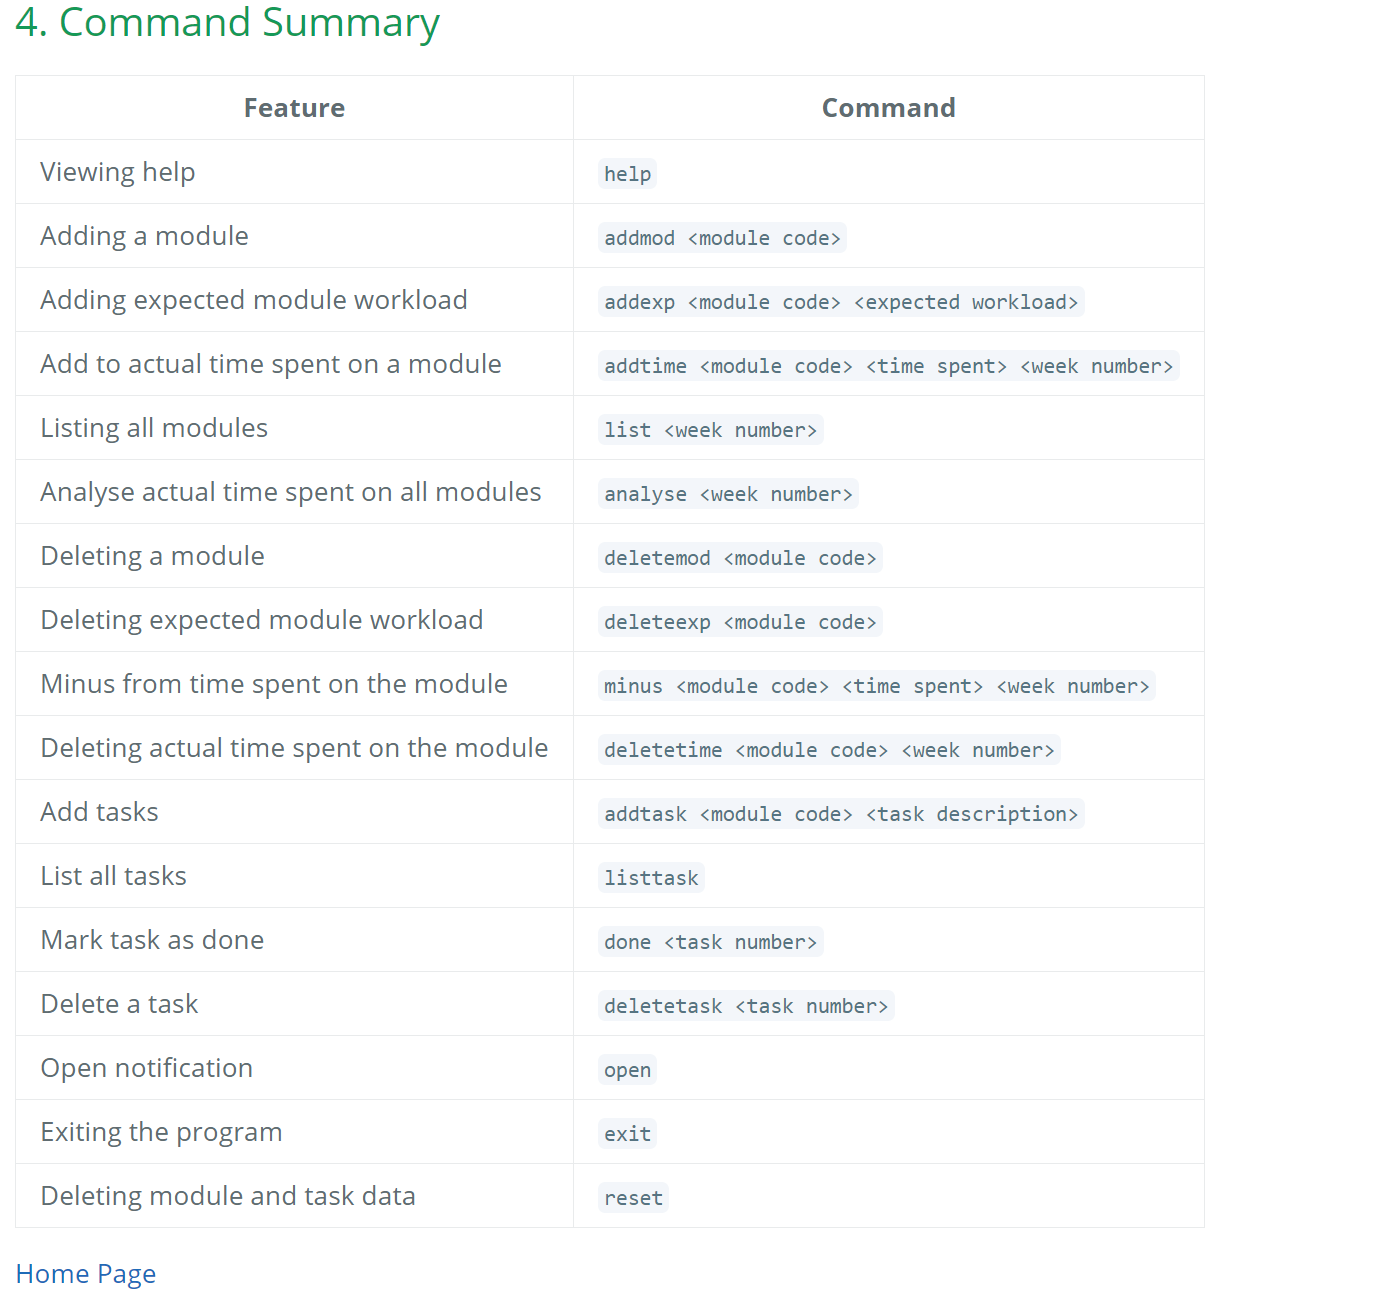 4. Command Summary
Feature Command
Viewing help help
Adding a module addmod <module code>
Adding expected module workload addexp <module code> <expected workload>
Add to actual time spent on a module addtime <module code> <time spent> <week number>
Listing all modules list <week number>
Analyse actual time spent on all modules analyse <week number>
Deleting a module deletemod <module code>
Deleting expected module workload deleteexp <module code>
Minus from time spent on the module minus <module code> <time spent> <week number>
Deleting actual time spent on the module deletetime <module code> <week number>
Add tasks addtask <module code> <task description>
List all tasks listtask
Mark task as done done <task number>
Delete a task deletetask <task number>
Open notification open
Exiting the program exit
Deleting module and task data reset
Home Page